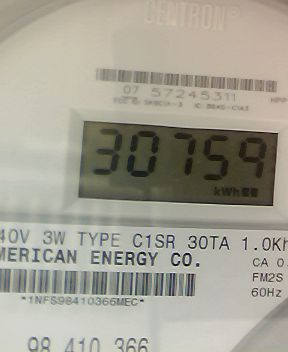 CENTRON®
07 57245311
30759
kWh
40V 3W TYPE C1SR 30TA 1.0Kh
MERICAN ENERGY CO.
CA 0.
FM2S
60Hz
*1NFS98410366MEC*
98 410 366